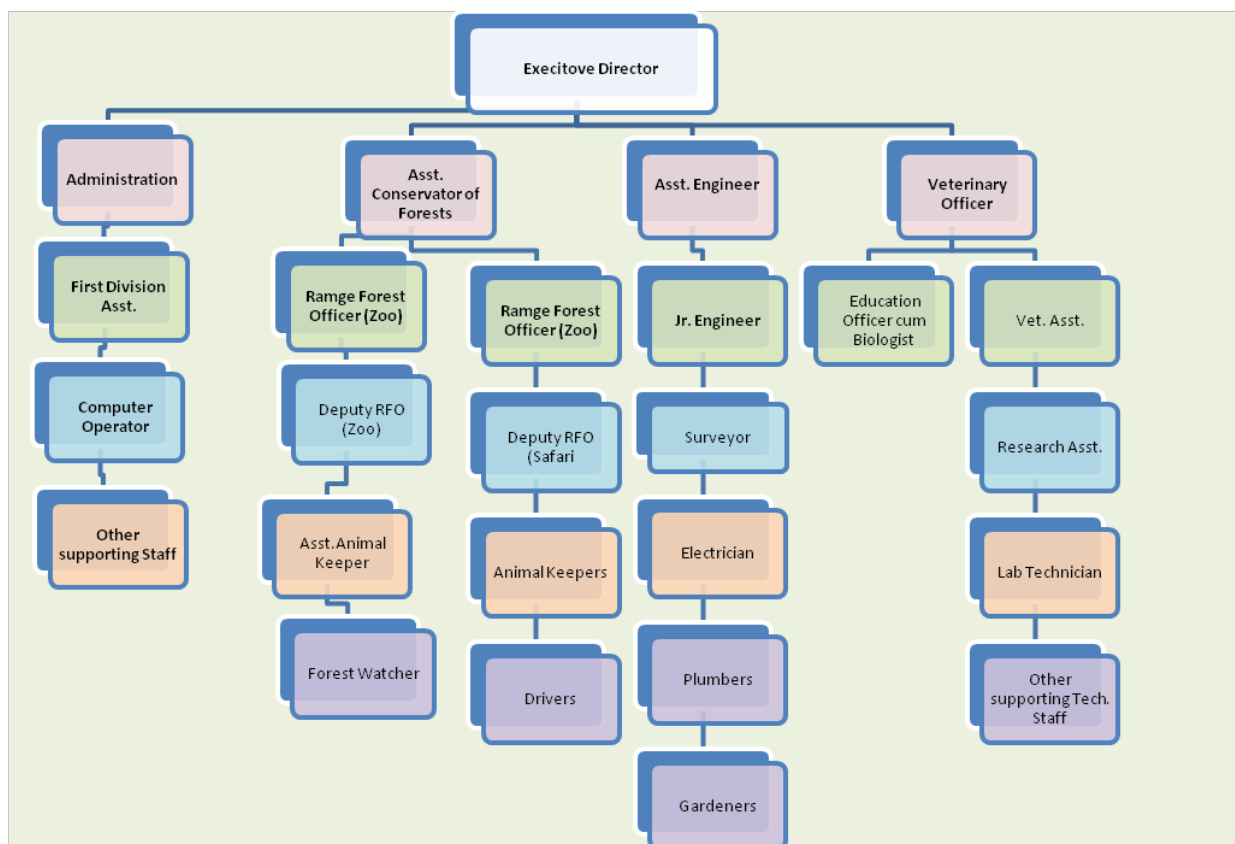 Execitove Director
Administration
Asst.
Conservator of
Forests
Asst. Engineer
Veterinary
Officer
First Division
Asst.
Ramge Forest
Officer (Zoo)
Ramge Forest
Officer (Zoo)
Jr. Engineer
Education
Officer cum
Biologist
Vet. Asst.
Computer
Operator
Deputy RFO
(Zoo)
Deputy RFO
(Safari
Surveyor
Research Asst.
Other
supporting Staff
Asst.Animal
Keeper
Animal Keepers
Electrician
Lab Technician
Forest Watcher
Drivers
Plumbers
Other
supporting Tech.
Staff
Gardeners